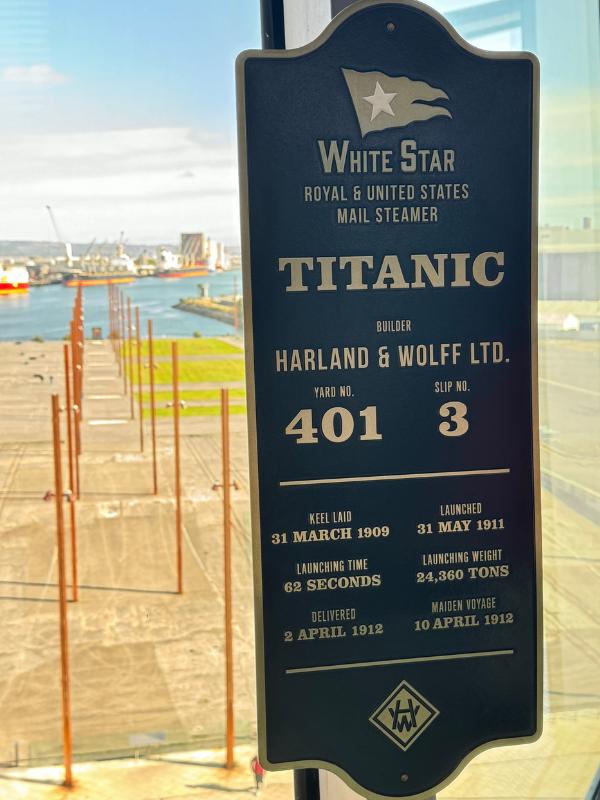 WHITE STAR
ROYAL & UNITED STATES
MAIL STEAMER
TITANIC
BUILDER
HARLAND & WOLFF LTD.
YARD NO. SLIP NO.
401 3
KEEL LAID LAUNCHED
31 MARCH 1909 31 MAY 1911
LAUNCHING TIME LAUNCHING WEIGHT
62 SECONDS 24,360 TONS
DELIVERED MAIDEN VOYAGE
2 APRIL 1912 10 APRIL 1912
HW